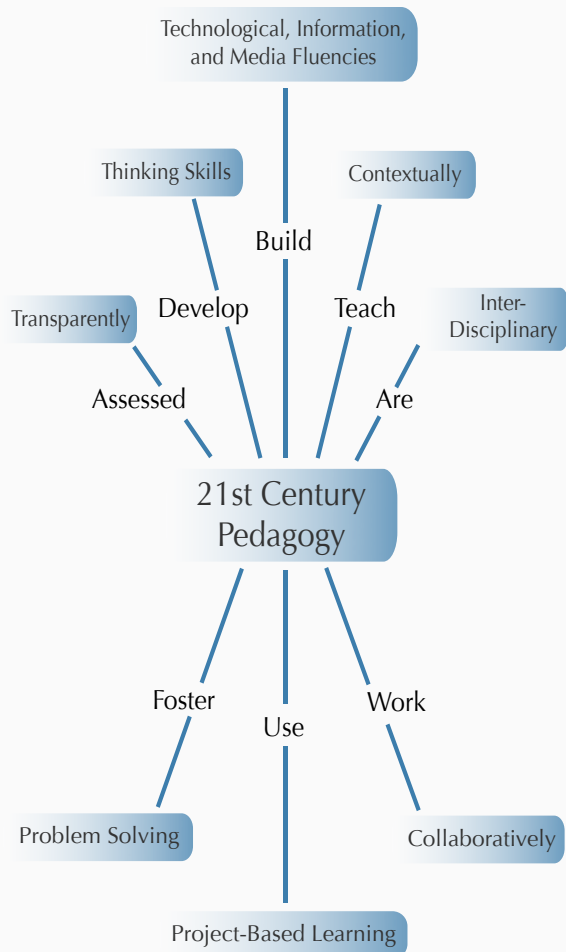 Technological, Information,
and Media Fluencies
Thinking Skills
Contextually
Build
Develop
Teach
Inter-
Disciplinary
Transparently
Assessed
Are
21st Century
Pedagogy
Foster
Use
Work
Problem Solving
Collaboratively
Project-Based Learning